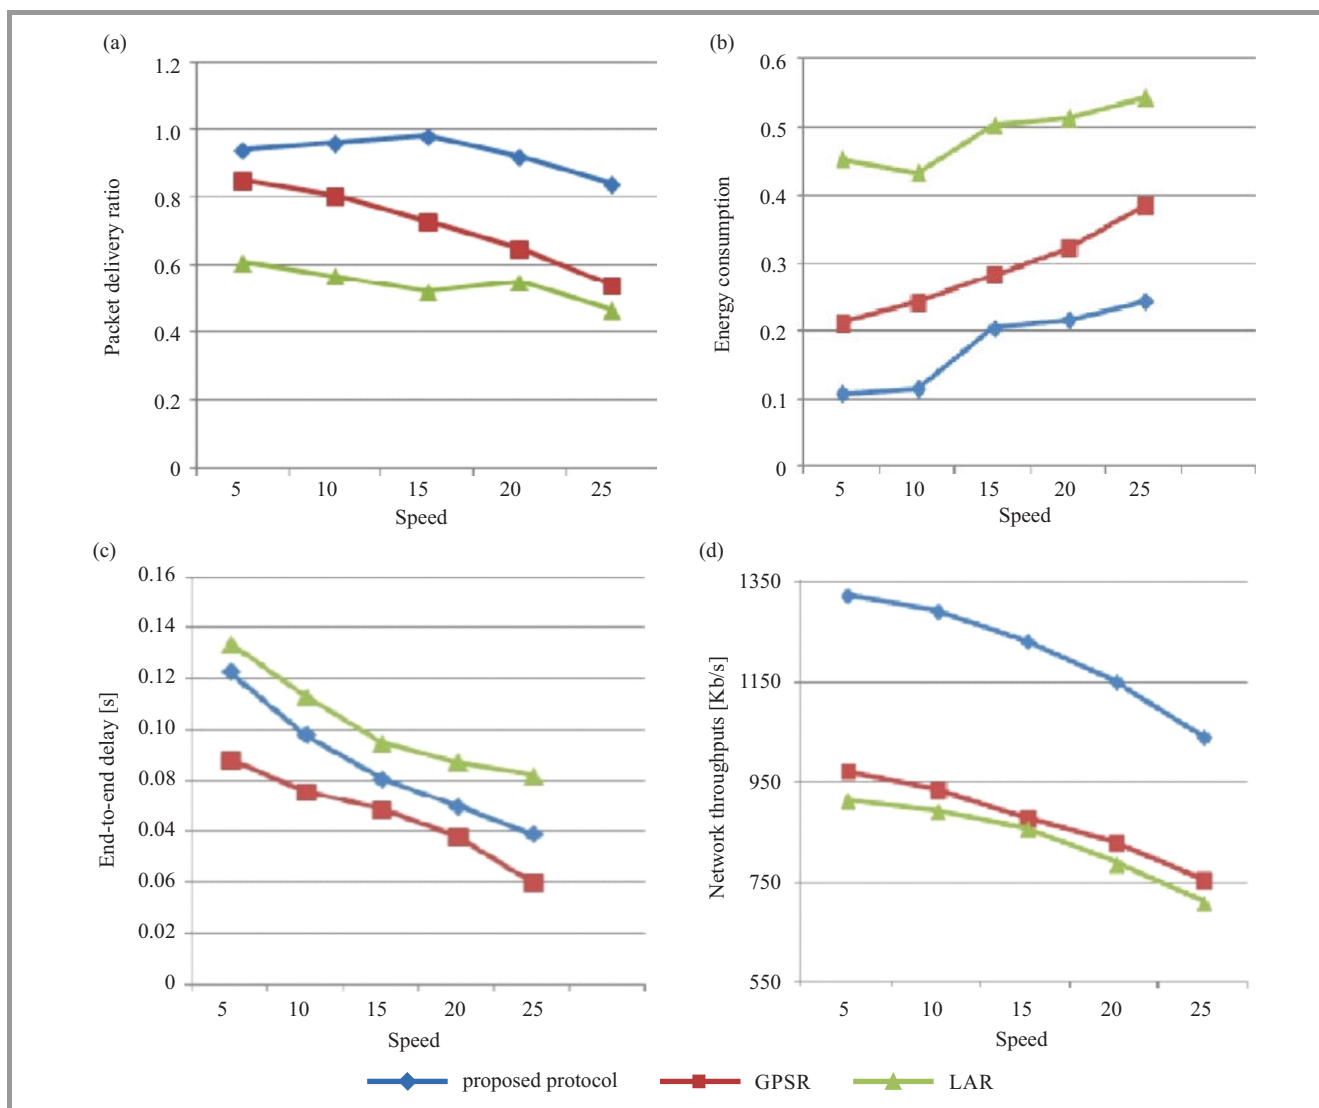 (a)
1.2
1.0
0.8
0.6
0.4
0.2
0
Packet delivery ratio
5 10 15 20 25
Speed
(b)
0.6
0.5
0.4
0.3
0.2
0.1
0
Energy consumption
5 10 15 20 25
Speed
(c)
0.16
0.14
0.12
0.10
0.08
0.04
0.06
0.02
0
End-to-end delay [s]
5 10 15 20 25
Speed
(d)
1350
1150
950
750
550
Network throughputs [Kb/s]
5 10 15 20 25
Speed
proposed protocol GPSR LAR